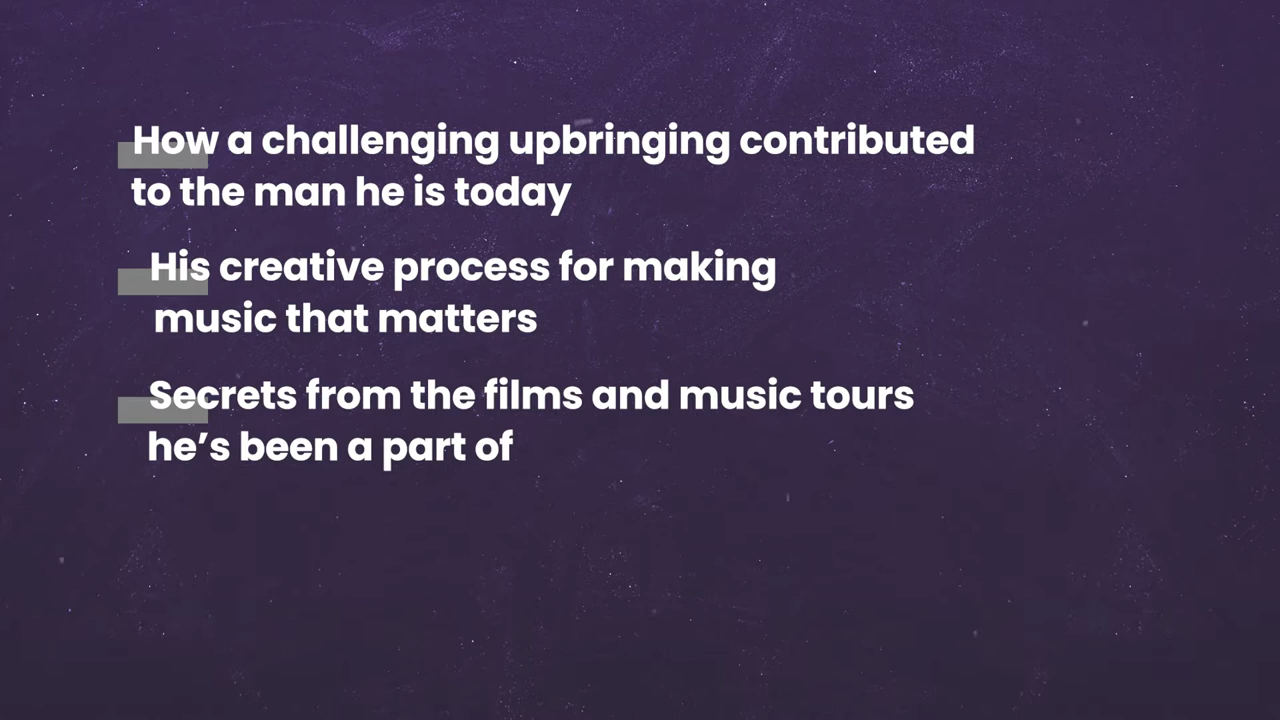 How a challenging upbringing contributed
to the man he is today
His creative process for making
music that matters
Secrets from the films and music tours
he’s been a part of